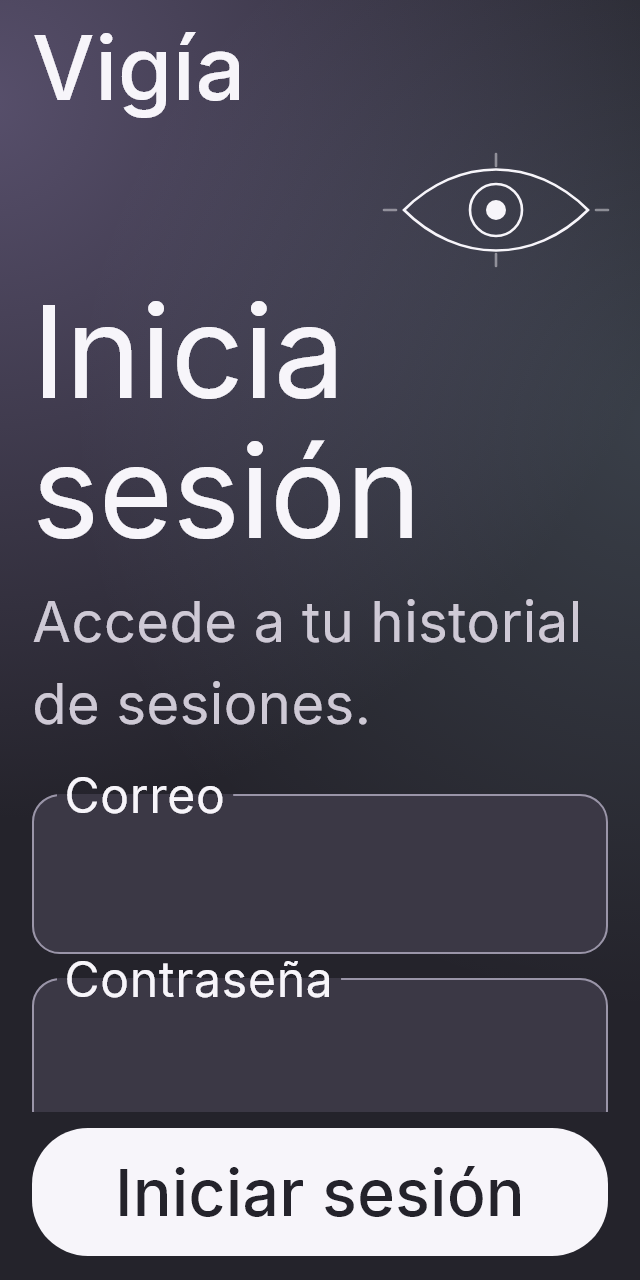 Vigía
Inicia
sesión
Accede a tu historial
de sesiones.
Correo
Contraseña
Iniciar sesión